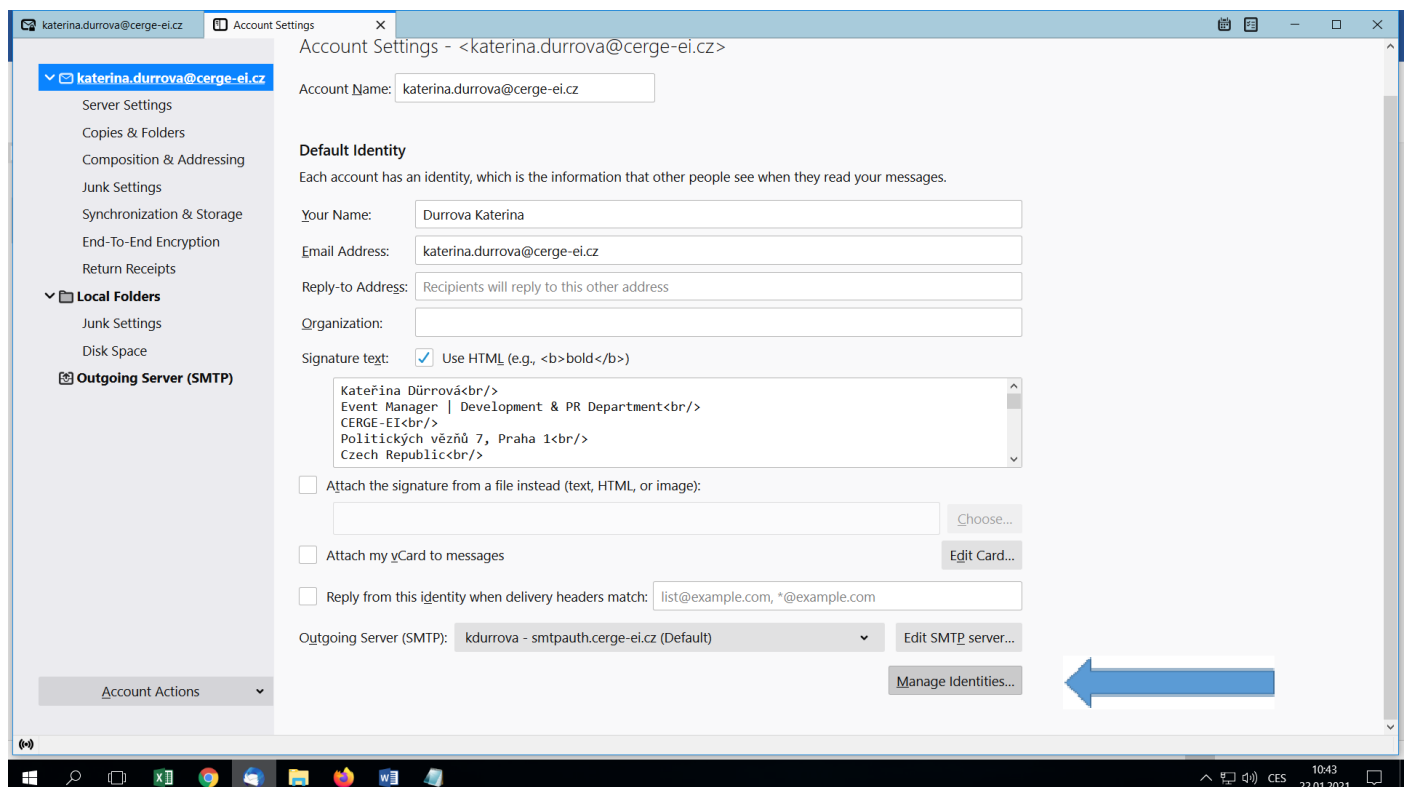 katerina.durrova@cerge-ei.cz
Account Settings
Account Settings - <katerina.durrova@cerge-ei.cz>
katerina.durrova@cerge-ei.cz
Server Settings
Copies & Folders
Composition & Addressing
Junk Settings
Synchronization & Storage
End-To-End Encryption
Return Receipts
Local Folders
Junk Settings
Disk Space
Outgoing Server (SMTP)
Account Actions
Account Name: katerina.durrova@cerge-ei.cz
Default Identity
Each account has an identity, which is the information that other people see when they read your messages.
Your Name: Durrova Katerina
Email Address: katerina.durrova@cerge-ei.cz
Reply-to Address: Recipients will reply to this other address
Organization:
Signature text: Use HTML (e.g., <b>bold</b>)
Kateřina Dürrová<br/>
Event Manager | Development & PR Department<br/>
CERGE-EI<br/>
Politických vězňů 7, Praha 1<br/>
Czech Republic<br/>
Attach the signature from a file instead (text, HTML, or image):
Choose...
Attach my vCard to messages Edit Card...
Reply from this identity when delivery headers match: list@example.com, *@example.com
Outgoing Server (SMTP): kdurrova - smtpauth.cerge-ei.cz (Default) Edit SMTP server...
Manage Identities...
CES 10:43
22.01.2021